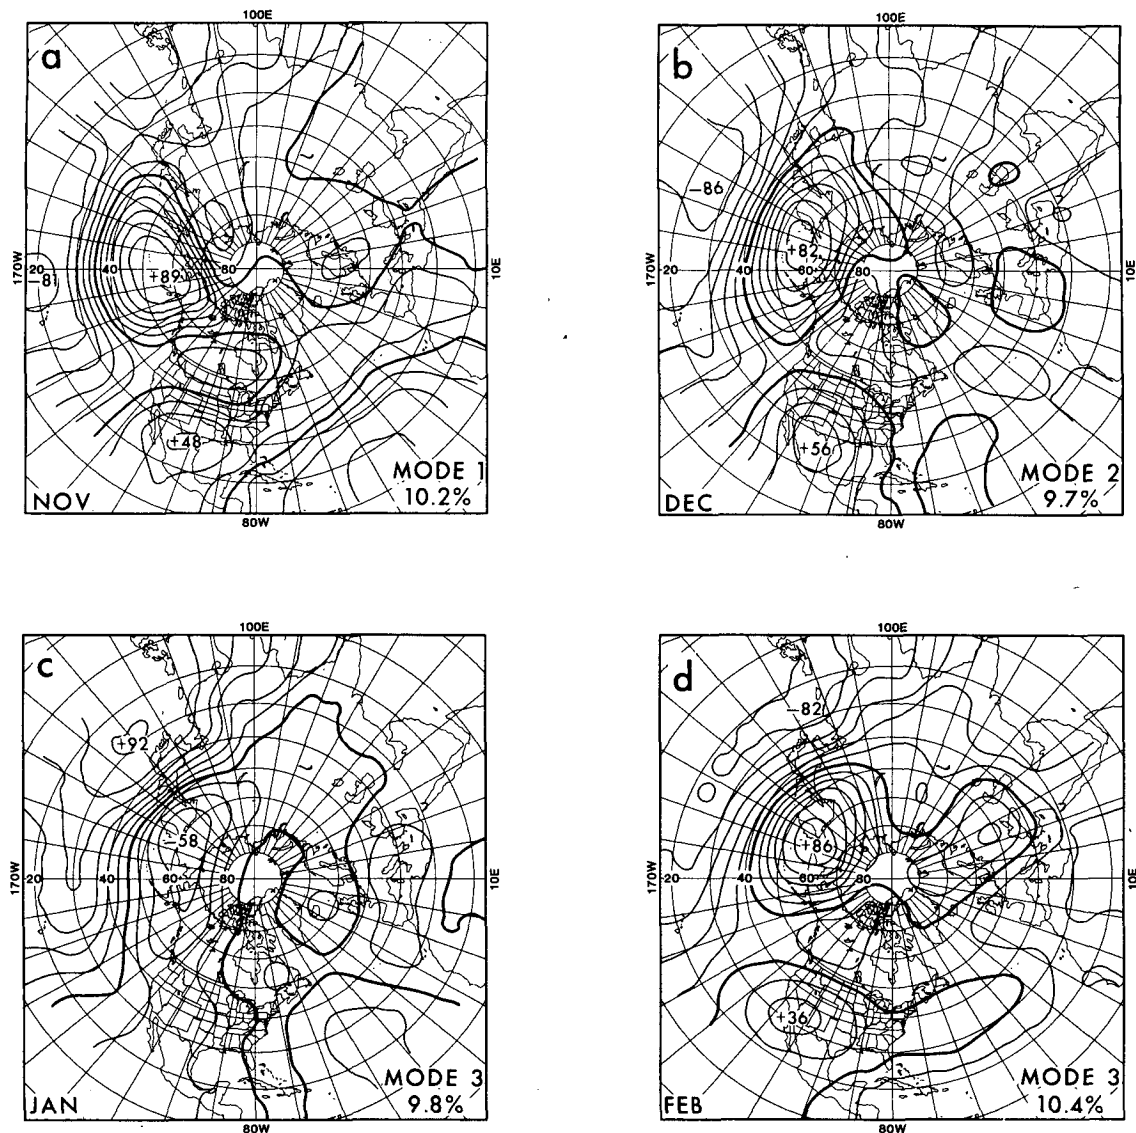 100E
a
170W
20
-81
40
+89
80
10E
+48
MODE 1
10.2%
NOV
80W
100E
b
-86
+82
170W
20
40
60
80
10E
+56
MODE 2
9.7%
DEC
80W
100E
c
+92
-58
170W
20
40
60
80
10E
MODE 3
9.8%
JAN
80W
100E
d
-82
+86
170W
20
40
60
80
10E
+36
MODE 3
10.4%
FEB
80W